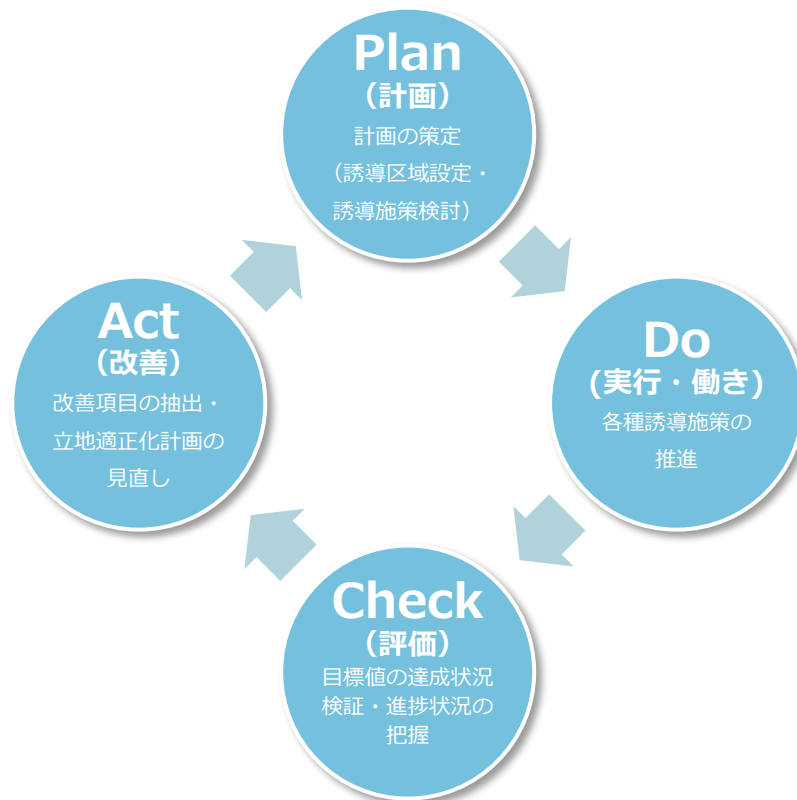 Plan
（計画）
計画の策定
（誘導区域設定・
誘導施策検討）
Do
(実行・働き)
各種誘導施策の
推進
Check
（評価）
目標値の達成状況
検証・進捗状況の
把握
Act
（改善）
改善項目の抽出・
立地適正化計画の
見直し